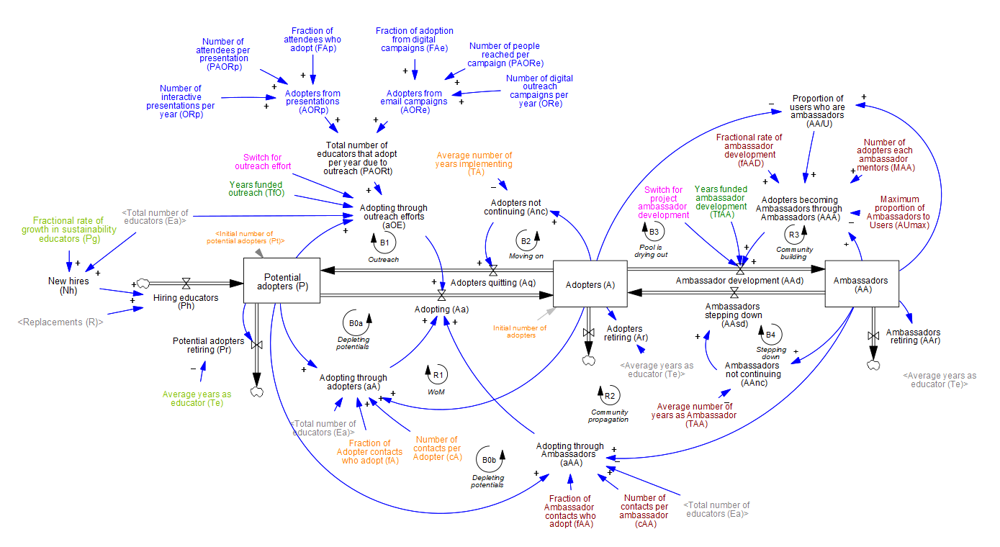 Number of
attendees per
presentation
(PAORp)
Fraction of
attendees who
adopt (FAp)
Fraction of adoption
from digital
campaigns (FAe)
Number of people
reached per
campaign (PAORe)
Number of
interactive
presentations per
year (ORp)
Adopters from
presentations
(AORp)
Adopters from
email campaigns
(AORe)
Number of digital
outreach
campaigns per
year (ORe)
Total number of
educators that adopt
per year due to
outreach (PAORt)
Switch for
outreach effort
Years funded
outreach (TfO)
<Total number of
educators (Ea)>
Adopting through
outreach efforts
(aOE)
Average number of
years implementing
(TA)
Adopters not
continuing (Anc)
Proportion of
users who are
ambassadors
(AA/U)
Fractional rate of
ambassador
development
(fAAD)
Number of
adopters each
ambassador
mentors (MAA)
Switch for
project
ambassador
development
Years funded
ambassador
development
(TfAA)
Adopters becoming
Ambassadors through
Ambassadors (AAA)
Maximum
proportion of
Ambassadors to
Users (AUmax)
Fractional rate of
growth in sustainability
educators (Pg)
<Initial number of
potential adopters (Pt)>
B1
Outreach
B2
Moving on
B3
Pool is
drying out
R3
Community
building
New hires
(Nh)
Hiring educators
(Ph)
<Replacements (R)>
Potential
adopters (P)
Adopters quitting (Aq)
Adopting (Aa)
Adopters (A)
Ambassador development (AAd)
Ambassadors
(AA)
Initial number of
adopters
Ambassadors
stepping down
(AAsd)
B4
Stepping
down
Potential adopters
retiring (Pr)
B0a
Depleting
potentials
Adopters
retiring (Ar)
Ambassadors
retiring (AAr)
Average years as
educator (Te)
Adopting through
adopters (aA)
R1
WoM
<Average years as
educator (Te)>
Ambassadors
not continuing
(AAnc)
<Average years as
educator (Te)>
R2
Community
propagation
Average number of
years as Ambassador
(TAA)
<Total number of
educators (Ea)>
Fraction of
Adopter contacts
who adopt (fA)
Number of
contacts per
Adopter (cA)
B0b
Depleting
potentials
Adopting through
Ambassadors
(aAA)
Fraction of
Ambassador
contacts who
adopt (fAA)
Number of
contacts per
ambassador
(cAA)
<Total number of
educators (Ea)>